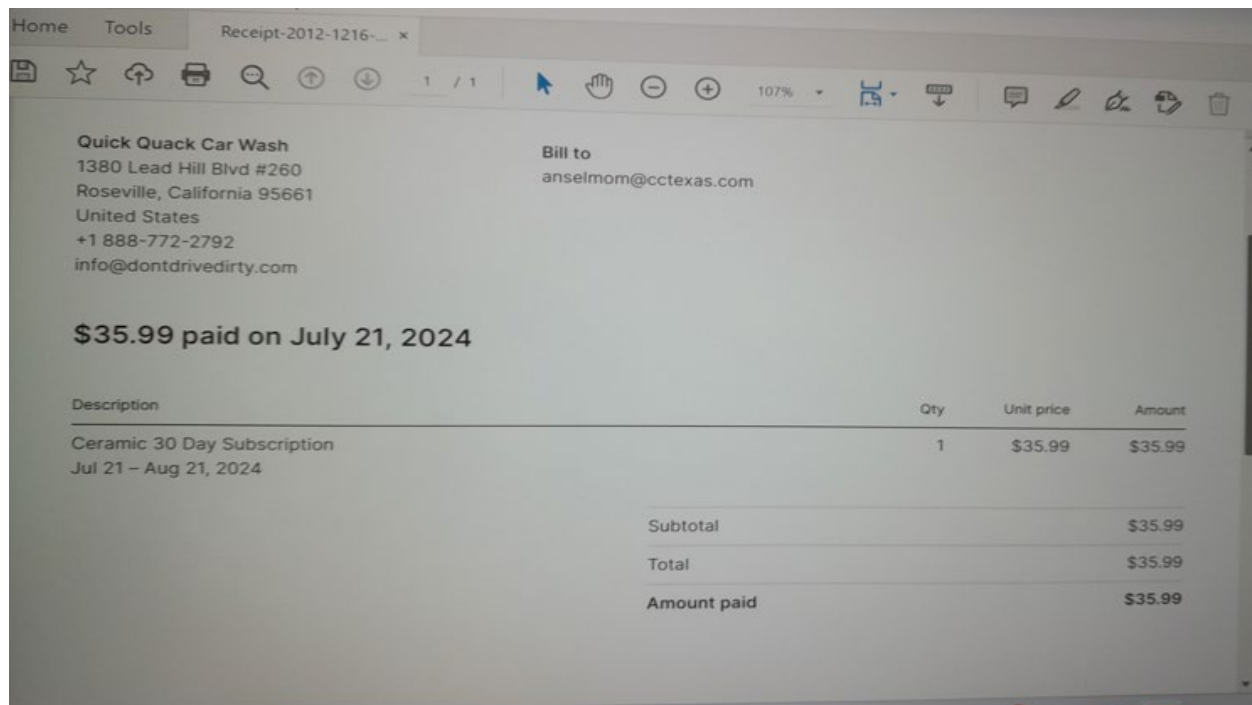 Home Tools Receipt-2012-1216-... ×
1 / 1 107%
Quick Quack Car Wash
1380 Lead Hill Blvd #260
Roseville, California 95661
United States
+1 888-772-2792
info@dontdrivedirty.com
Bill to
anselmom@cctexas.com
$35.99 paid on July 21, 2024
Description Qty Unit price Amount
Ceramic 30 Day Subscription 1 $35.99 $35.99
Jul 21 – Aug 21, 2024
Subtotal $35.99
Total $35.99
Amount paid $35.99